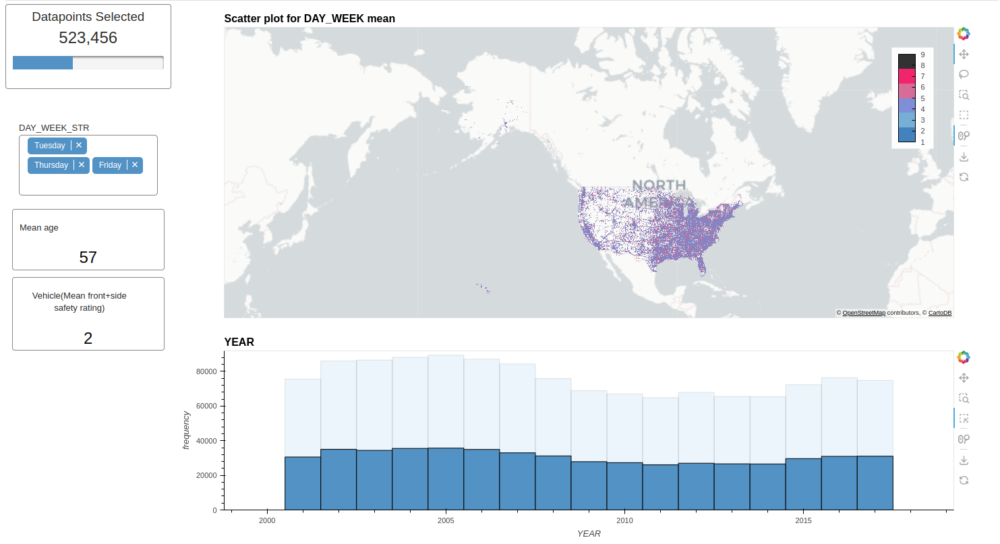 Datapoints Selected
523,456
DAY_WEEK_STR
Tuesday
Thursday Friday
Mean age
57
Vehicle(Mean front+side
safety rating)
2
Scatter plot for DAY_WEEK mean
9
8
7
6
5
4
3
2
1
NORTH
AMERICA
© OpenStreetMap contributors, © CartoDB
YEAR
80000
60000
40000
20000
0
frequency
2000 2005 2010 2015
YEAR